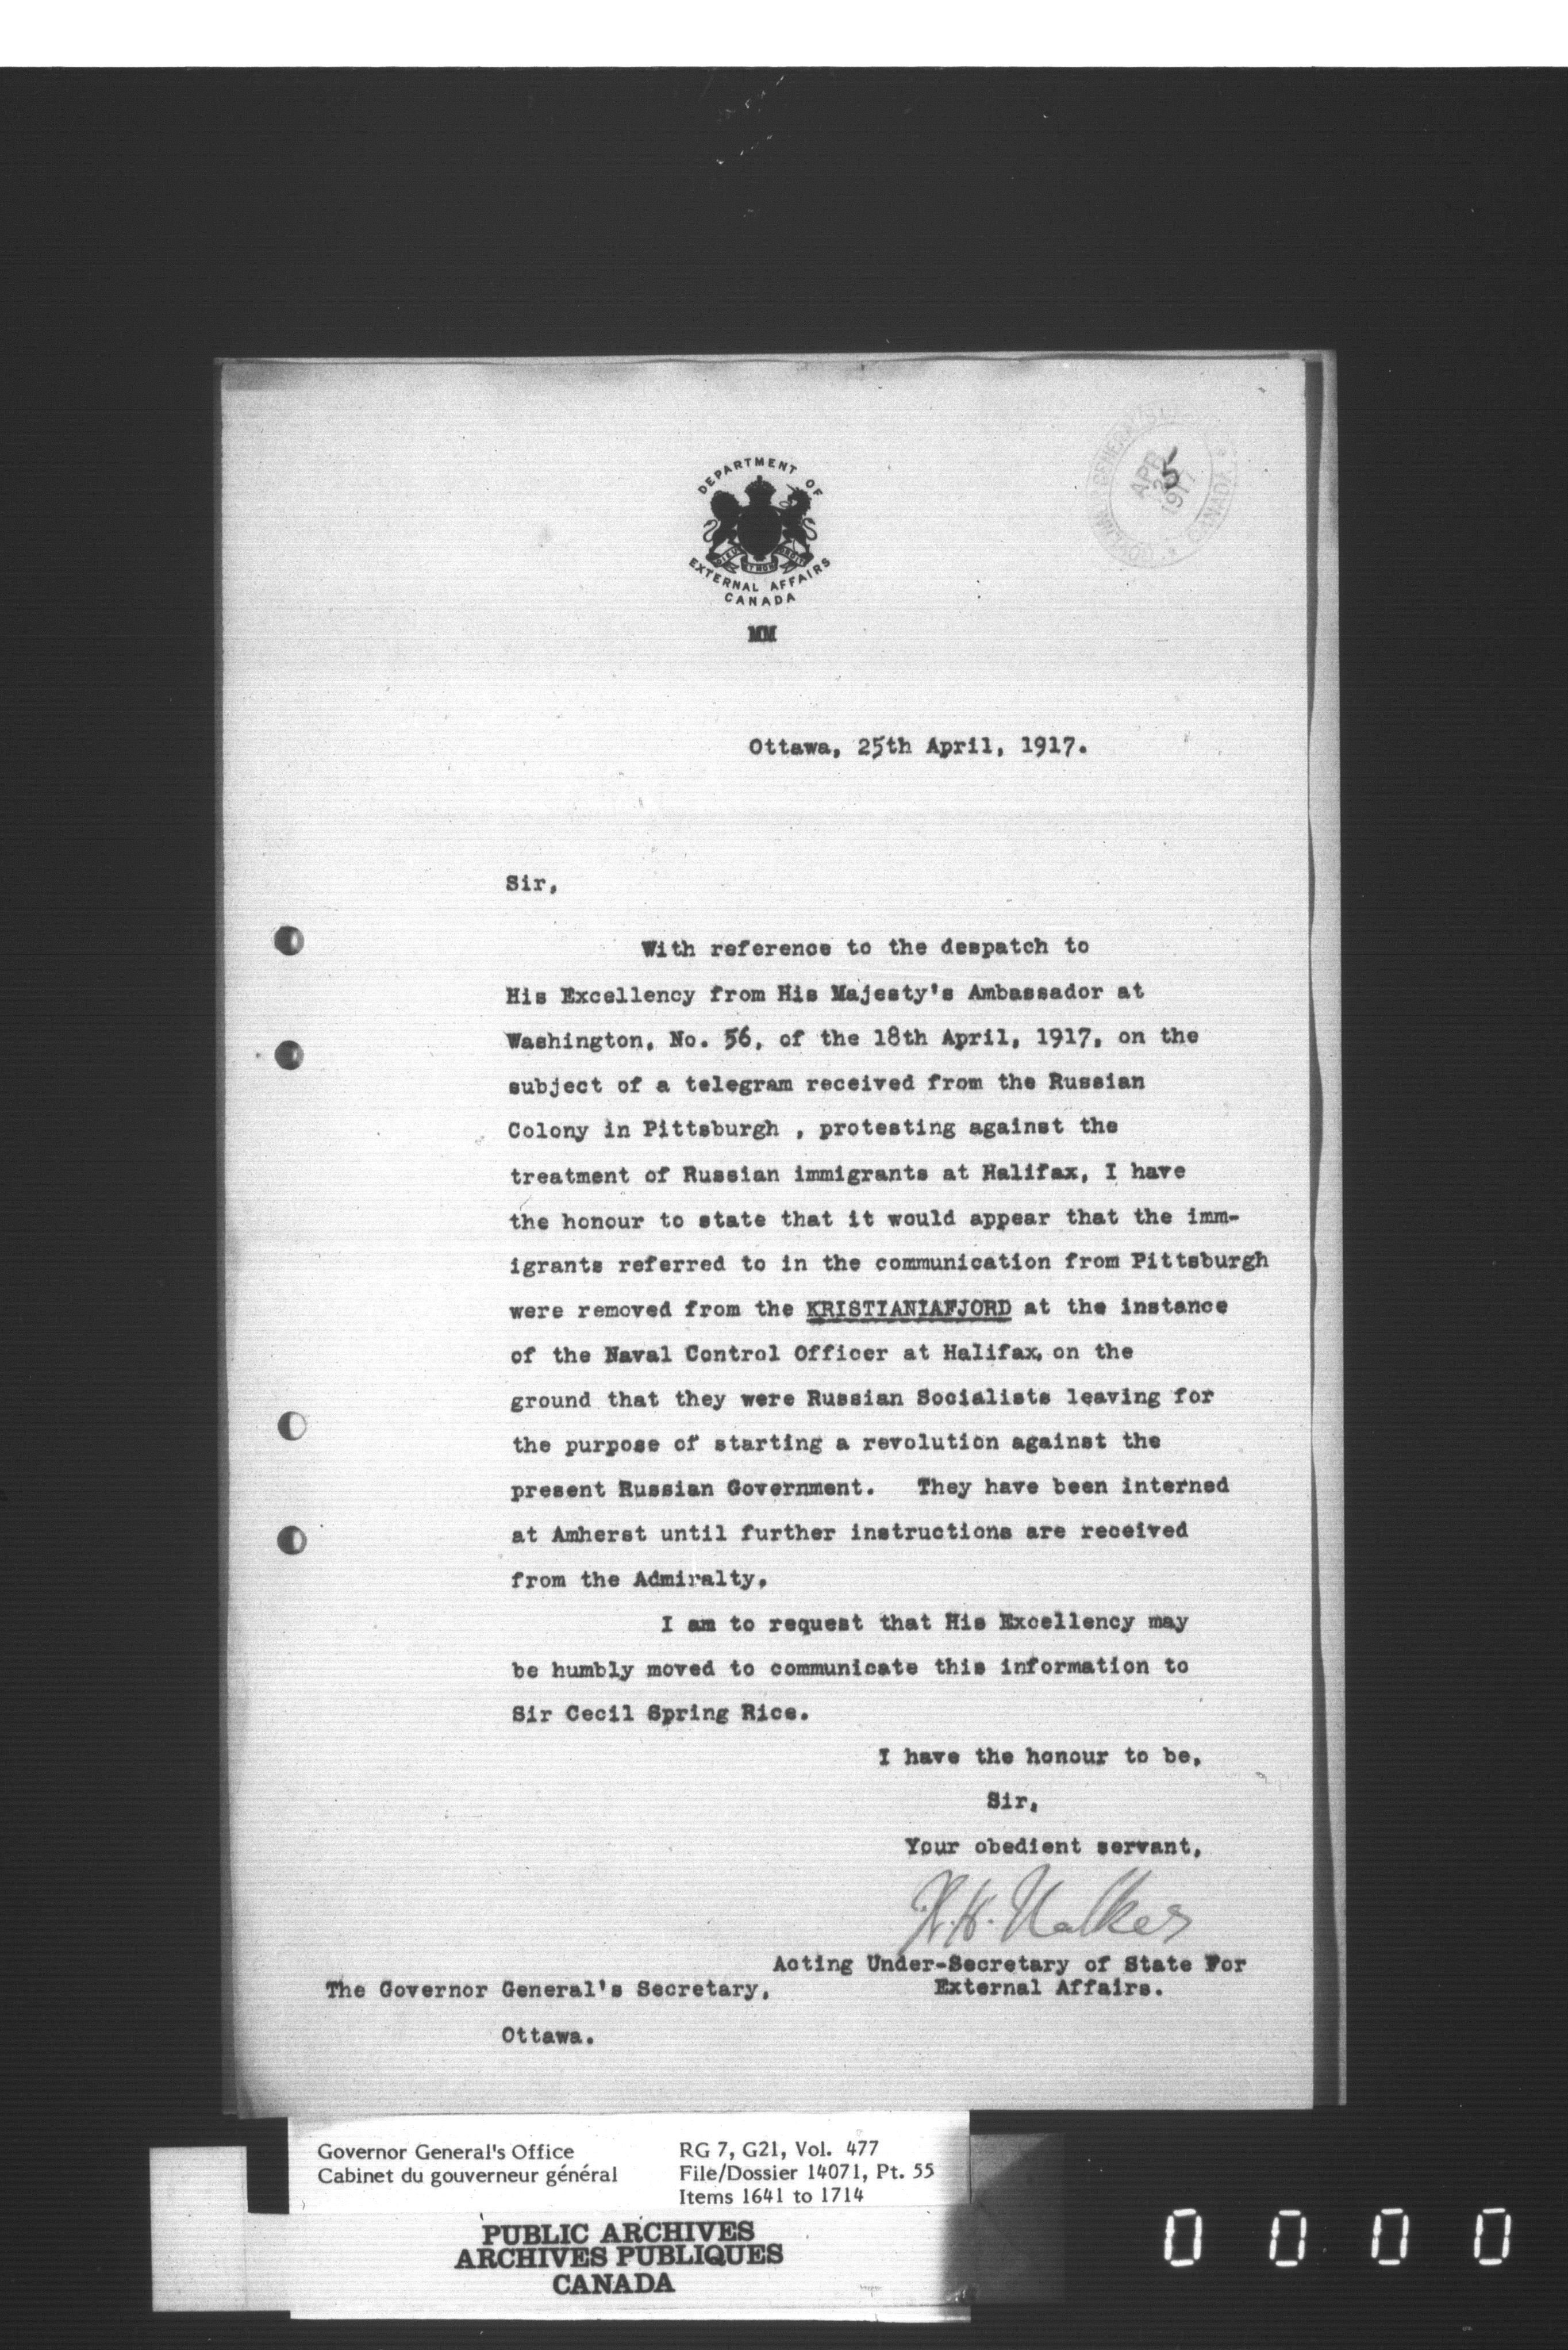 DEPARTMENT OF
EXTERNAL AFFAIRS
CANADA
GOVERNOR GENERAL'S
CANADA
APR
25
1917
MM
Ottawa, 25th April, 1917.
Sir,
With reference to the despatch to
His Excellency from His Majesty's Ambassador at
Washington, No. 56, of the 18th April, 1917, on the
subject of a telegram received from the Russian
Colony in Pittsburgh , protesting against the
treatment of Russian immigrants at Halifax, I have
the honour to state that it would appear that the imm-
igrants referred to in the communication from Pittsburgh
were removed from the KRISTIANIAFJORD at the instance
of the Naval Control Officer at Halifax, on the
ground that they were Russian Socialists leaving for
the purpose of starting a revolution against the
present Russian Government. They have been interned
at Amherst until further instructions are received
from the Admiralty.
I am to request that His Excellency may
be humbly moved to communicate this information to
Sir Cecil Spring Rice.
I have the honour to be,
Sir,
Your obedient servant,
W.H. Walker
Acting Under-Secretary of State For
External Affairs.
The Governor General's Secretary,
Ottawa.
Governor General's Office
Cabinet du gouverneur général
RG 7, G21, Vol. 477
File/Dossier 14071, Pt. 55
Items 1641 to 1714
PUBLIC ARCHIVES
ARCHIVES PUBLIQUES
CANADA
0 0 0 0